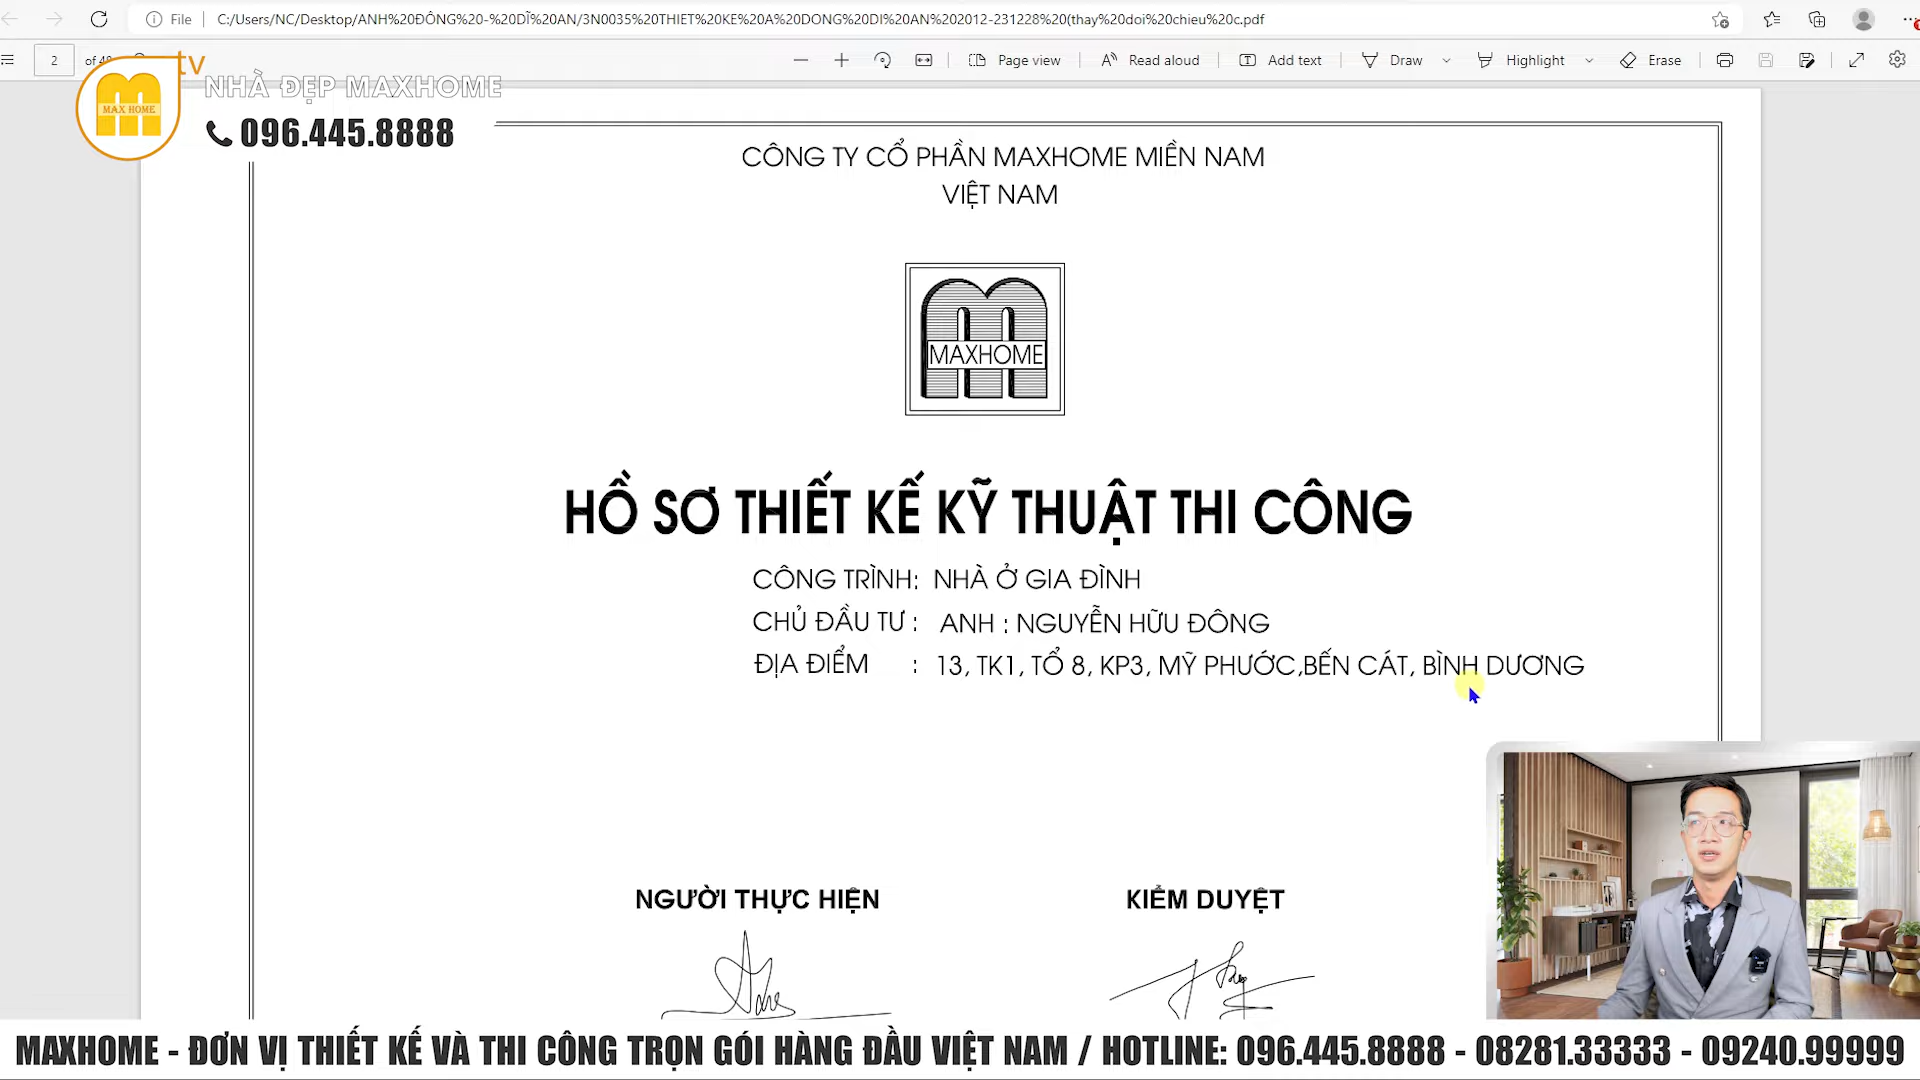 File
C:/Users/NC/Desktop/ANH%20ĐÔNG%20-%20DĨ%20AN/3N0035%20THIET%20KE%20A%20DONG%20DI%20AN%202012-231228%20(thay%20doi%20chieu%20c.pdf
2
of 48
Page view
Read aloud
Add text
Draw
Highlight
Erase
tv
MAX HOME
NHÀ ĐẸP MAXHOME
096.445.8888
CÔNG TY CỔ PHẦN MAXHOME MIỀN NAM
VIỆT NAM
MAXHOME
HỒ SƠ THIẾT KẾ KỸ THUẬT THI CÔNG
CÔNG TRÌNH: NHÀ Ở GIA ĐÌNH
CHỦ ĐẦU TƯ : ANH : NGUYỄN HỮU ĐÔNG
ĐỊA ĐIỂM : 13, TK1, TỔ 8, KP3, MỸ PHƯỚC,BẾN CÁT, BÌNH DƯƠNG
NGƯỜI THỰC HIỆN
KIỂM DUYỆT
MAXHOME - ĐƠN VỊ THIẾT KẾ VÀ THI CÔNG TRỌN GÓI HÀNG ĐẦU VIỆT NAM / HOTLINE: 096.445.8888 - 08281.33333 - 09240.99999